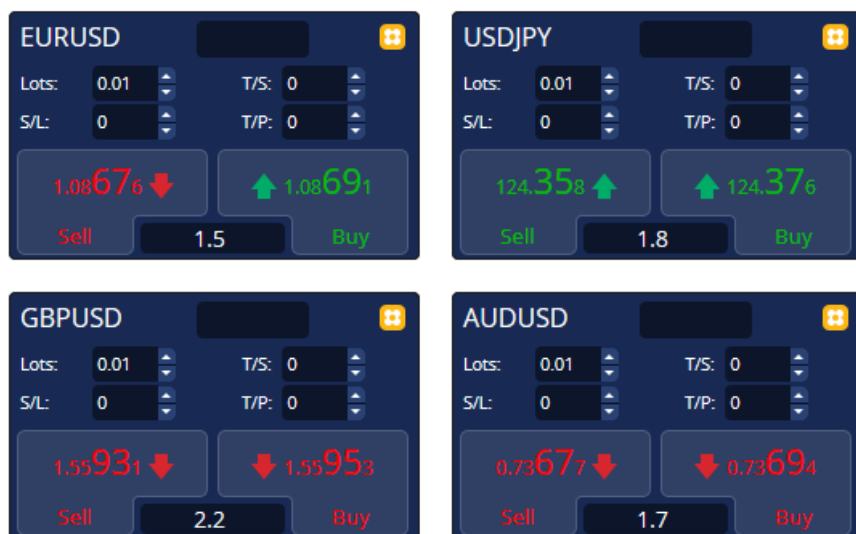 EURUSD
Lots: 0.01 T/S: 0
S/L: 0 T/P: 0
1.08676 1.08691
Sell 1.5 Buy
USDJPY
Lots: 0.01 T/S: 0
S/L: 0 T/P: 0
124.358 124.376
Sell 1.8 Buy
GBPUSD
Lots: 0.01 T/S: 0
S/L: 0 T/P: 0
1.55931 1.55953
Sell 2.2 Buy
AUDUSD
Lots: 0.01 T/S: 0
S/L: 0 T/P: 0
0.73677 0.73694
Sell 1.7 Buy